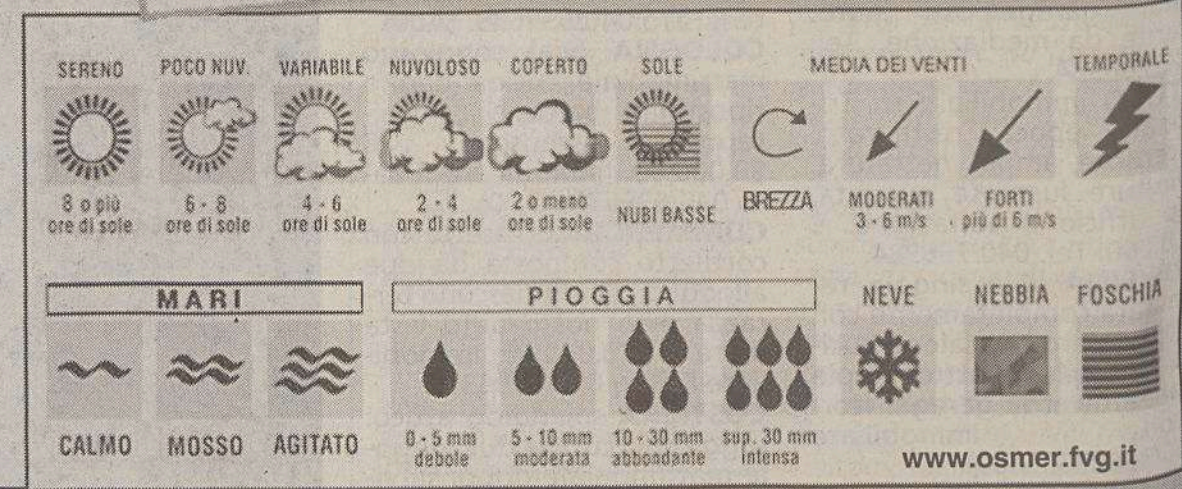 SERENO POCO NUV. VARIABILE NUVOLOSO COPERTO SOLE MEDIA DEI VENTI TEMPORALE
8 o più 6 - 8 4 - 6 2 - 4 2 o meno
ore di sole ore di sole ore di sole ore di sole ore di sole
NUBI BASSE BREZZA MODERATI FORTI
3 - 6 m/s più di 6 m/s
MARI PIOGGIA NEVE NEBBIA FOSCHIA
CALMO MOSSO AGITATO 0 - 5 mm 5 - 10 mm 10 - 30 mm sup. 30 mm
debole moderata abbondante intensa
www.osmer.fvg.it